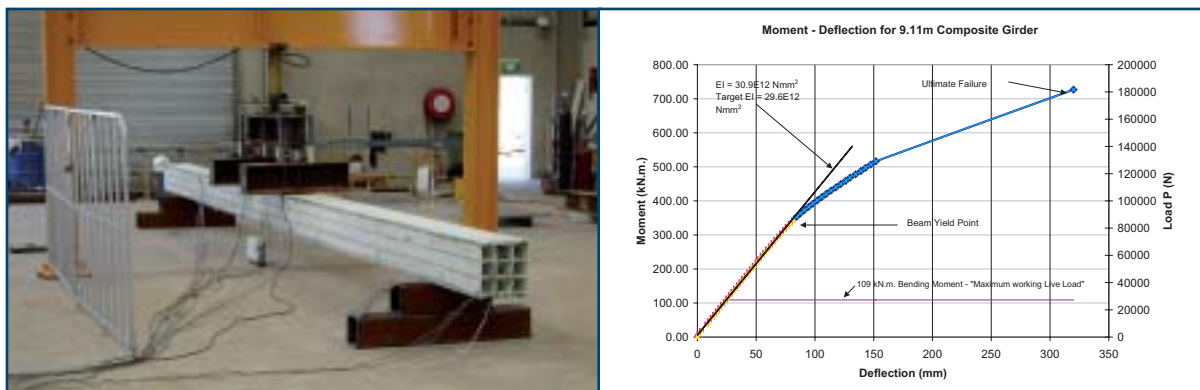 Moment - Deflection for 9.11m Composite Girder
800.00
700.00
600.00
500.00
400.00
300.00
200.00
100.00
0.00
Moment (kN.m.)
EI = 30.9E12 Nmm²
Target EI = 29.6E12
Nmm²
Ultimate Failure
Beam Yield Point
109 kN.m. Bending Moment - "Maximum working Live Load"
200000
180000
160000
140000
120000
100000
80000
60000
40000
20000
0
Load P (N)
0 50 100 150 200 250 300 350
Deflection (mm)